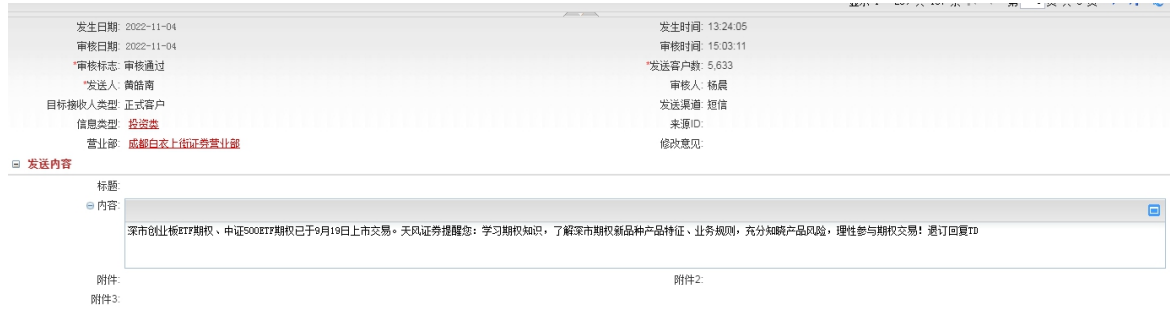 发生日期: 2022-11-04 发生时间: 13:24:05
审核日期: 2022-11-04 审核时间: 15:03:11
*审核标志: 审核通过 *发送客户数: 5,633
*发送人: 黄皓南 审核人: 杨晨
目标接收人类型: 正式客户 发送渠道: 短信
信息类型: 投资类 来源ID:
营业部: 成都白衣上街证券营业部 修改意见:
发送内容
标题:
内容:
深市创业板ETF期权、中证500ETF期权已于9月19日上市交易。天风证券提醒您：学习期权知识，了解深市期权新品种产品特征、业务规则，充分知晓产品风险，理性参与期权交易！退订回复TD
附件: 附件2:
附件3: